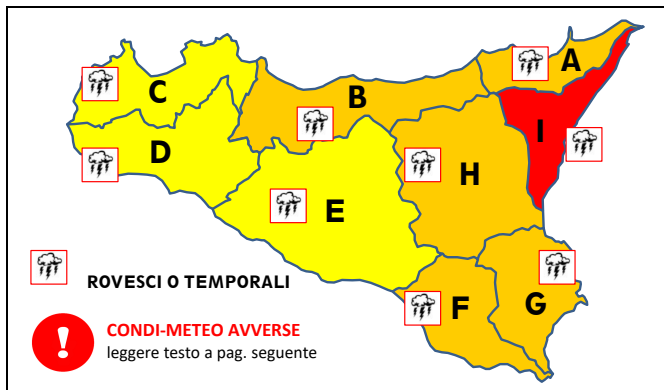 A
C
B
I
D
H
E
G
F
ROVESCI O TEMPORALI
! CONDI-METEO AVVERSE
leggere testo a pag. seguente